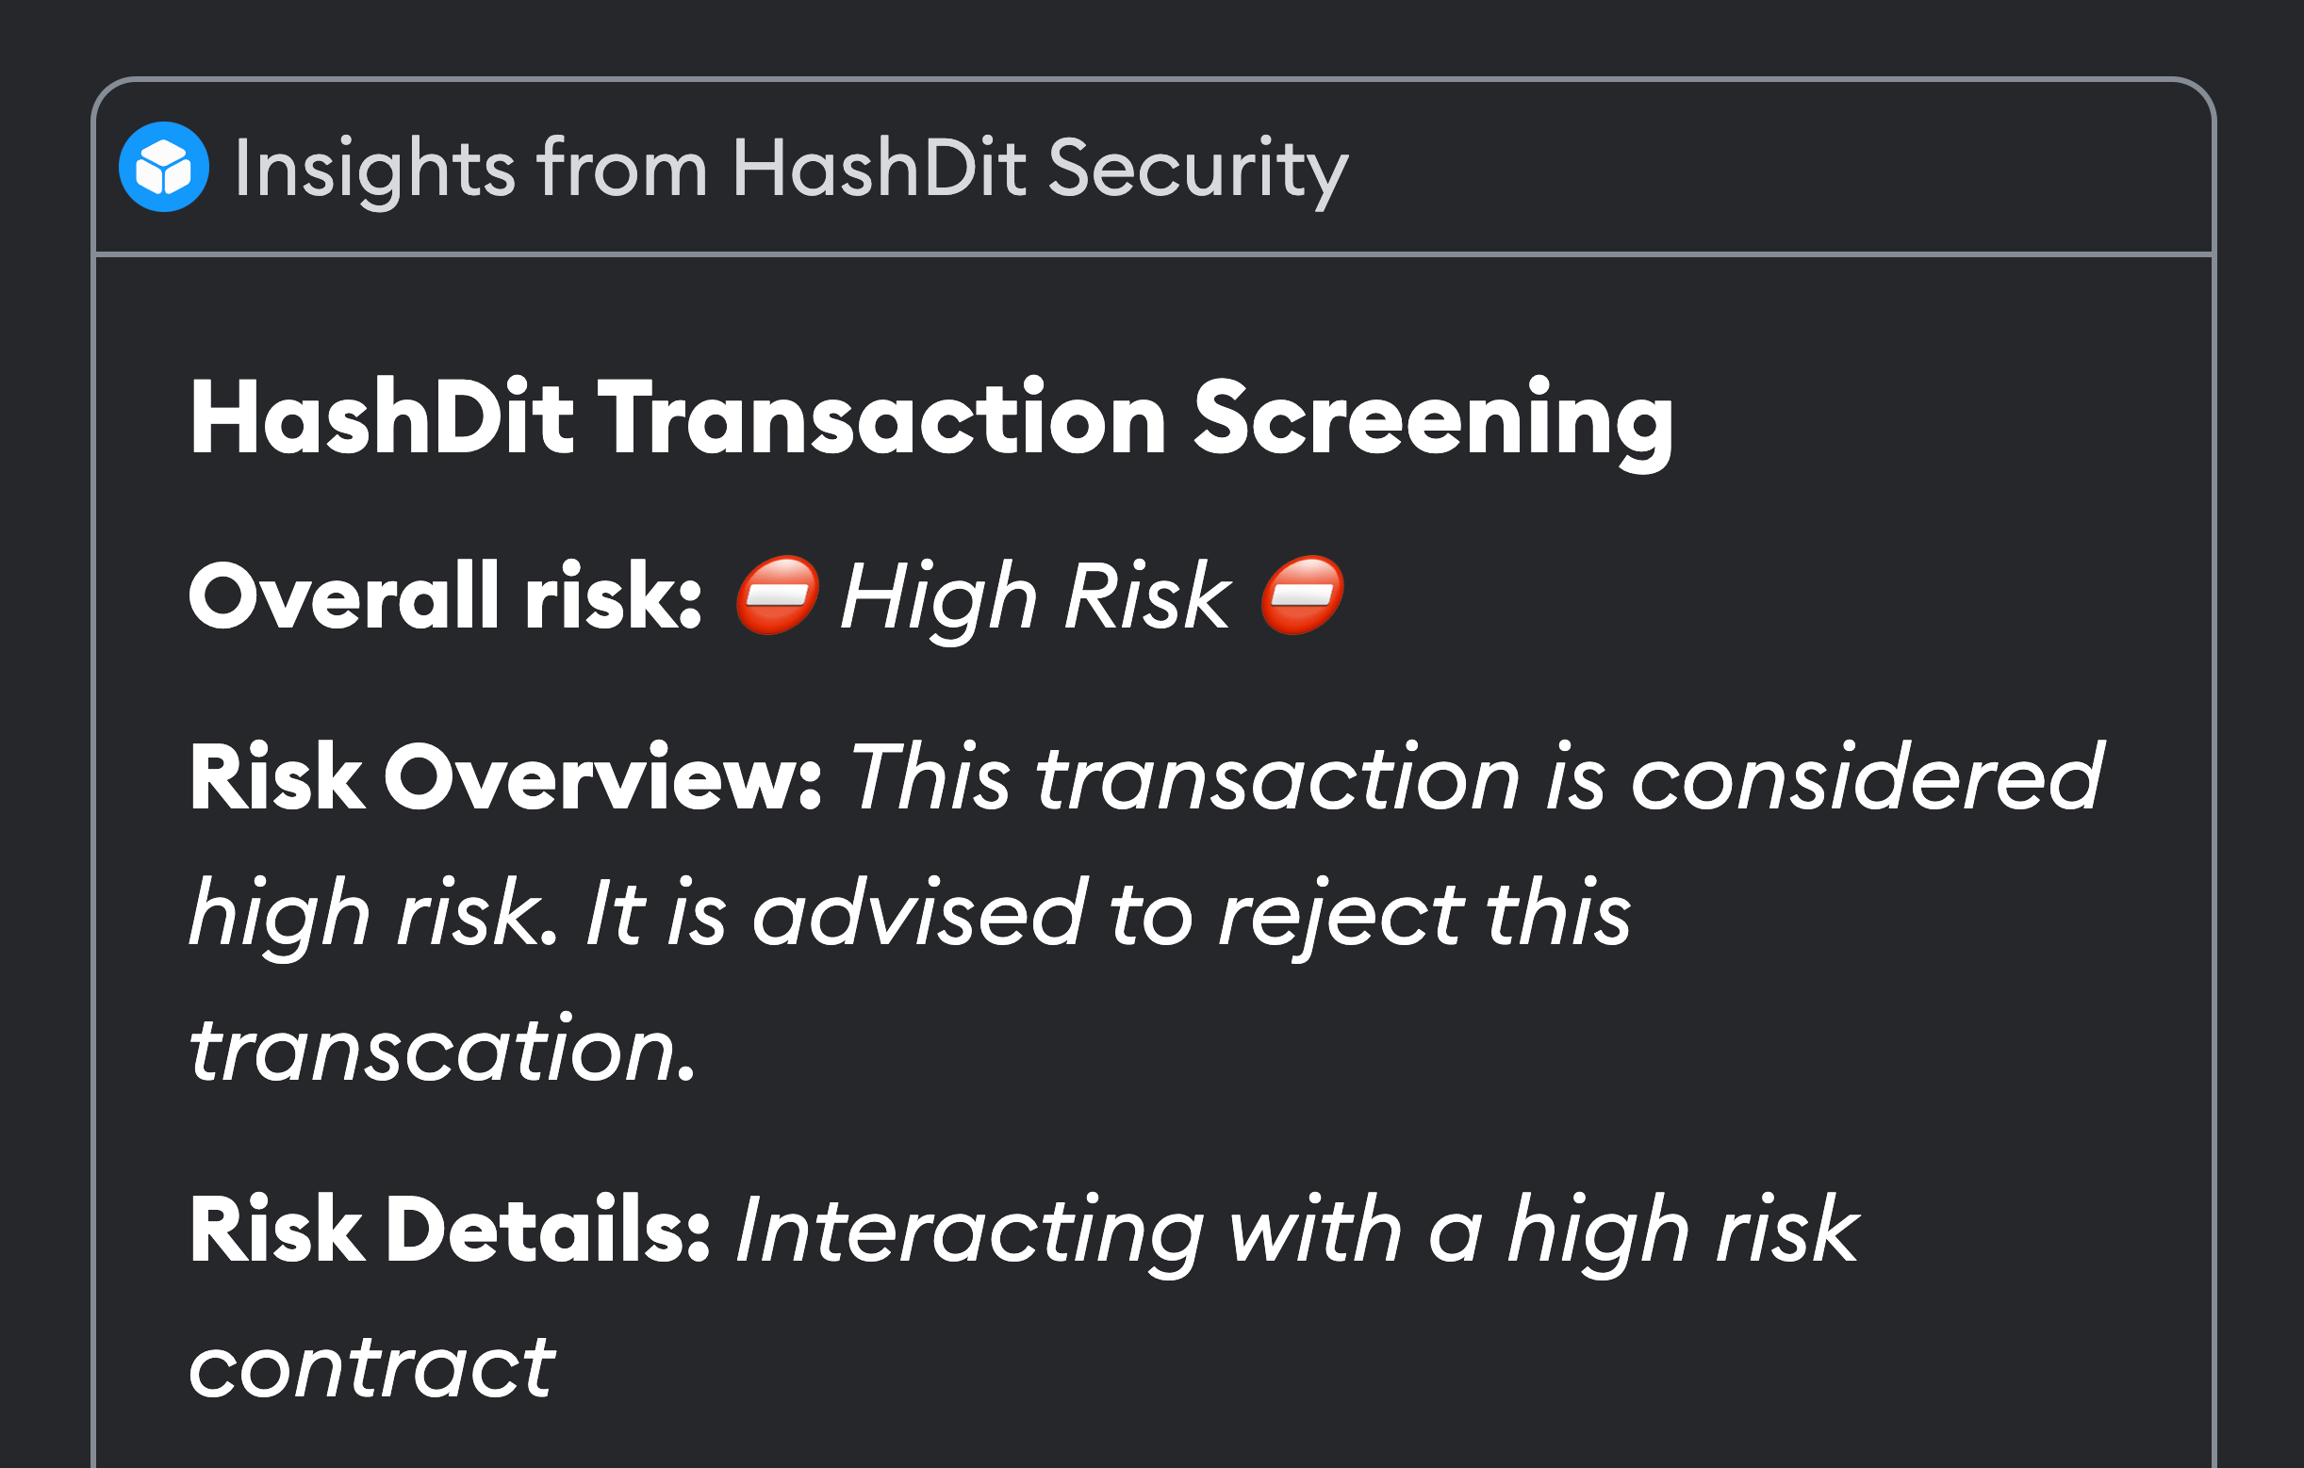 Insights from HashDit Security
HashDit Transaction Screening
Overall risk: ⛔ High Risk ⛔
Risk Overview: This transaction is considered
high risk. It is advised to reject this
transcation.
Risk Details: Interacting with a high risk
contract